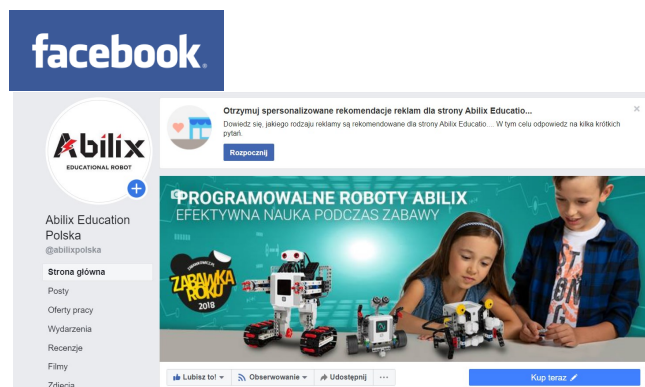 facebook.
Abilix
EDUCATIONAL ROBOT
Abilix Education
Polska
@abilixpolska
Strona główna
Posty
Oferty pracy
Wydarzenia
Recenzje
Filmy
Zdjęcia
Otrzymuj spersonalizowane rekomendacje reklam dla strony Abilix Educatio...
Dowiedz się, jakiego rodzaju reklamy są rekomendowane dla strony Abilix Educatio… W tym celu odpowiedz na kilka krótkich
pytań.
Rozpocznij
PROGRAMOWALNE ROBOTY ABILIX
EFEKTYWNA NAUKA PODCZAS ZABAWY
ZABAWKA
ROKU
2018
Lubisz to!
Obserwowanie
Udostępnij
Kup teraz